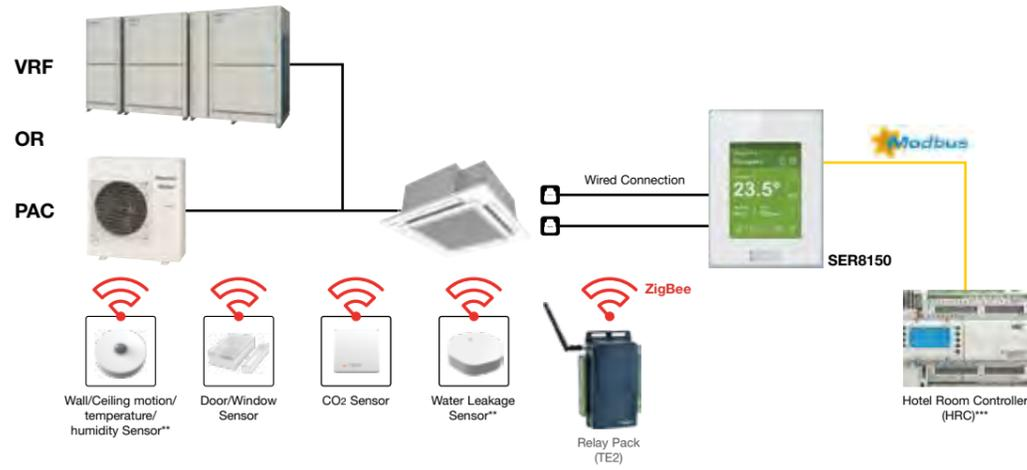 VRF
OR
PAC
Wired Connection
Modbus
23.5°
SER8150
ZigBee
Wall/Ceiling motion/
temperature/
humidity Sensor**
Door/Window
Sensor
CO2 Sensor
Water Leakage
Sensor**
Relay Pack
(TE2)
Hotel Room Controller
(HRC)***